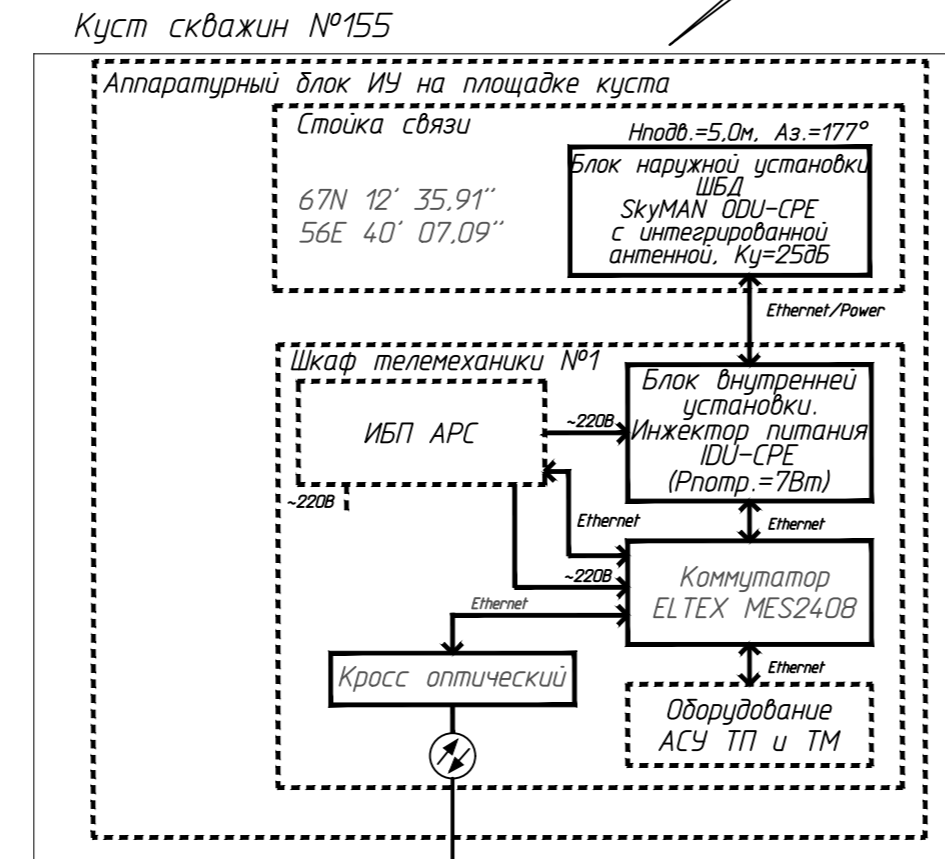 Куст скважин №155
Аппаратурный блок ИУ на площадке куста
Стойка связи
Hподв.=5,0м, Аз.=177°
67N 12´ 35,91´´
56E 40´ 07,09´´
Блок наружной установки
ШБД
SkyMAN ODU-CPE
с интегрированной
антенной, Ку=25дБ
Ethernet/Power
Шкаф телемеханики №1
ИБП APC
~220В
Блок внутренней
установки.
Инжектор питания
IDU-CPE
(Рпотр.=7Вт)
~220В
Ethernet
Ethernet
~220В
Коммутатор
ELTEX MES2408
Ethernet
Кросс оптический
Ethernet
Оборудование
АСУ ТП и ТМ